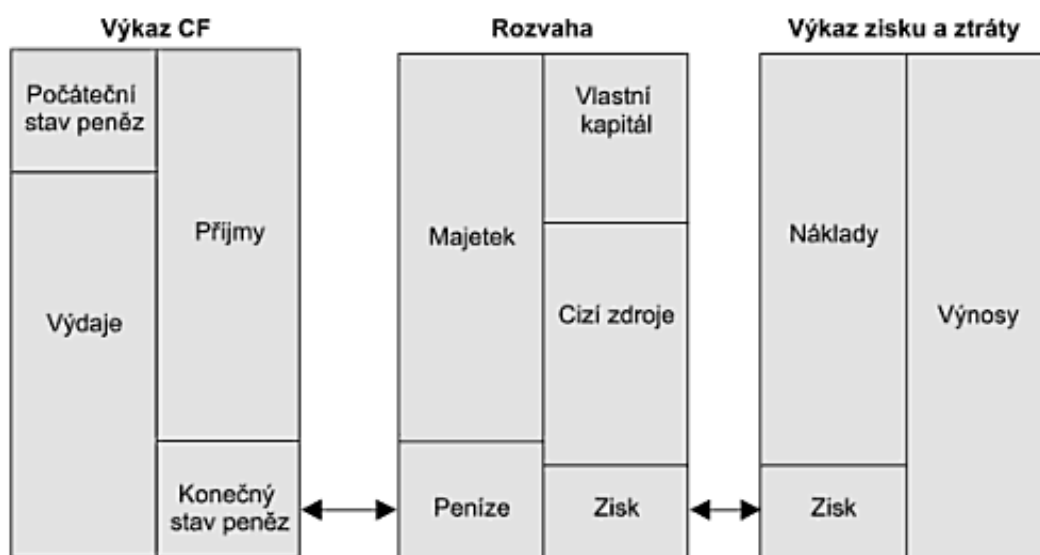 Výkaz CF
Počáteční
stav peněz
Příjmy
Výdaje
Konečný
stav peněz
Rozvaha
Vlastní
kapitál
Majetek
Cizí zdroje
Peníze
Zisk
Výkaz zisku a ztráty
Náklady
Výnosy
Zisk